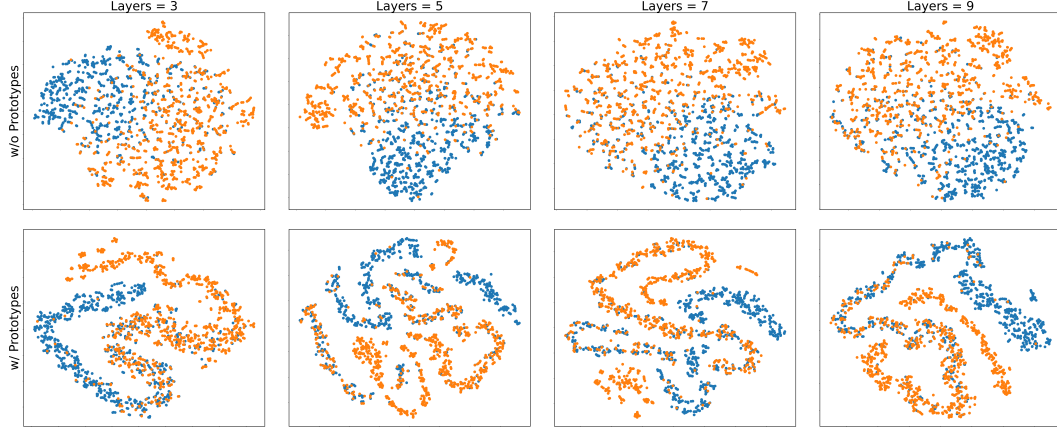 Layers = 3
Layers = 5
Layers = 7
Layers = 9
w/o Prototypes
w/ Prototypes